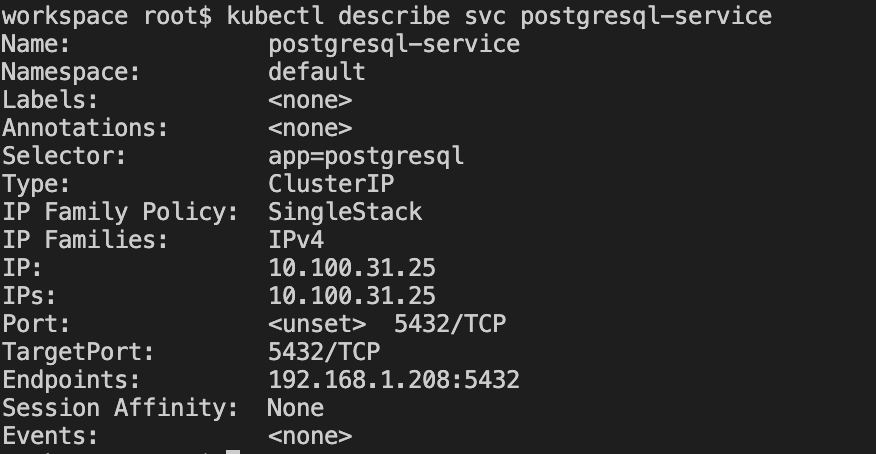 workspace root$ kubectl describe svc postgresql-service
Name:              postgresql-service
Namespace:         default
Labels:            <none>
Annotations:       <none>
Selector:          app=postgresql
Type:              ClusterIP
IP Family Policy:  SingleStack
IP Families:       IPv4
IP:                10.100.31.25
IPs:               10.100.31.25
Port:              <unset>  5432/TCP
TargetPort:        5432/TCP
Endpoints:         192.168.1.208:5432
Session Affinity:  None
Events:            <none>